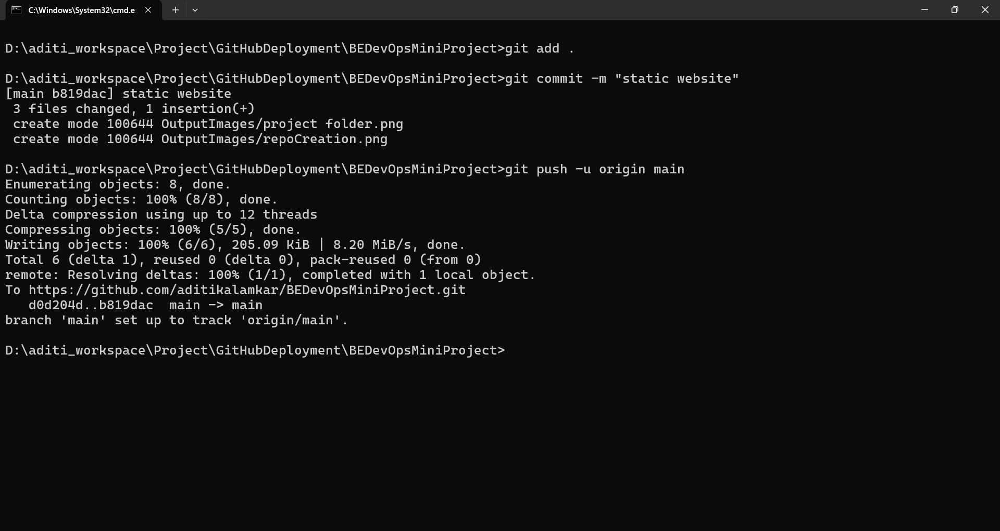 C:\Windows\System32\cmd.e
D:\aditi_workspace\Project\GitHubDeployment\BEDevOpsMiniProject>git add .
D:\aditi_workspace\Project\GitHubDeployment\BEDevOpsMiniProject>git commit -m "static website"
[main b819dac] static website
 3 files changed, 1 insertion(+)
 create mode 100644 OutputImages/project folder.png
 create mode 100644 OutputImages/repoCreation.png
D:\aditi_workspace\Project\GitHubDeployment\BEDevOpsMiniProject>git push -u origin main
Enumerating objects: 8, done.
Counting objects: 100% (8/8), done.
Delta compression using up to 12 threads
Compressing objects: 100% (5/5), done.
Writing objects: 100% (6/6), 205.09 KiB | 8.20 MiB/s, done.
Total 6 (delta 1), reused 0 (delta 0), pack-reused 0 (from 0)
remote: Resolving deltas: 100% (1/1), completed with 1 local object.
To https://github.com/aditikalamkar/BEDevOpsMiniProject.git
   d0d204d..b819dac  main -> main
branch 'main' set up to track 'origin/main'.
D:\aditi_workspace\Project\GitHubDeployment\BEDevOpsMiniProject>